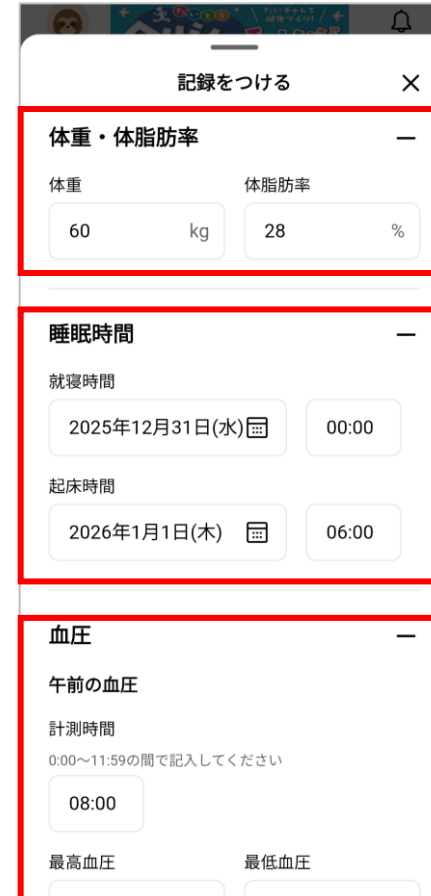 記録をつける
体重・体脂肪率
体重 体脂肪率
60 kg 28 %
睡眠時間
就寝時間
2025年12月31日(水) 00:00
起床時間
2026年1月1日(木) 06:00
血圧
午前の血圧
計測時間
0:00〜11:59の間で記入してください
08:00
最高血圧 最低血圧